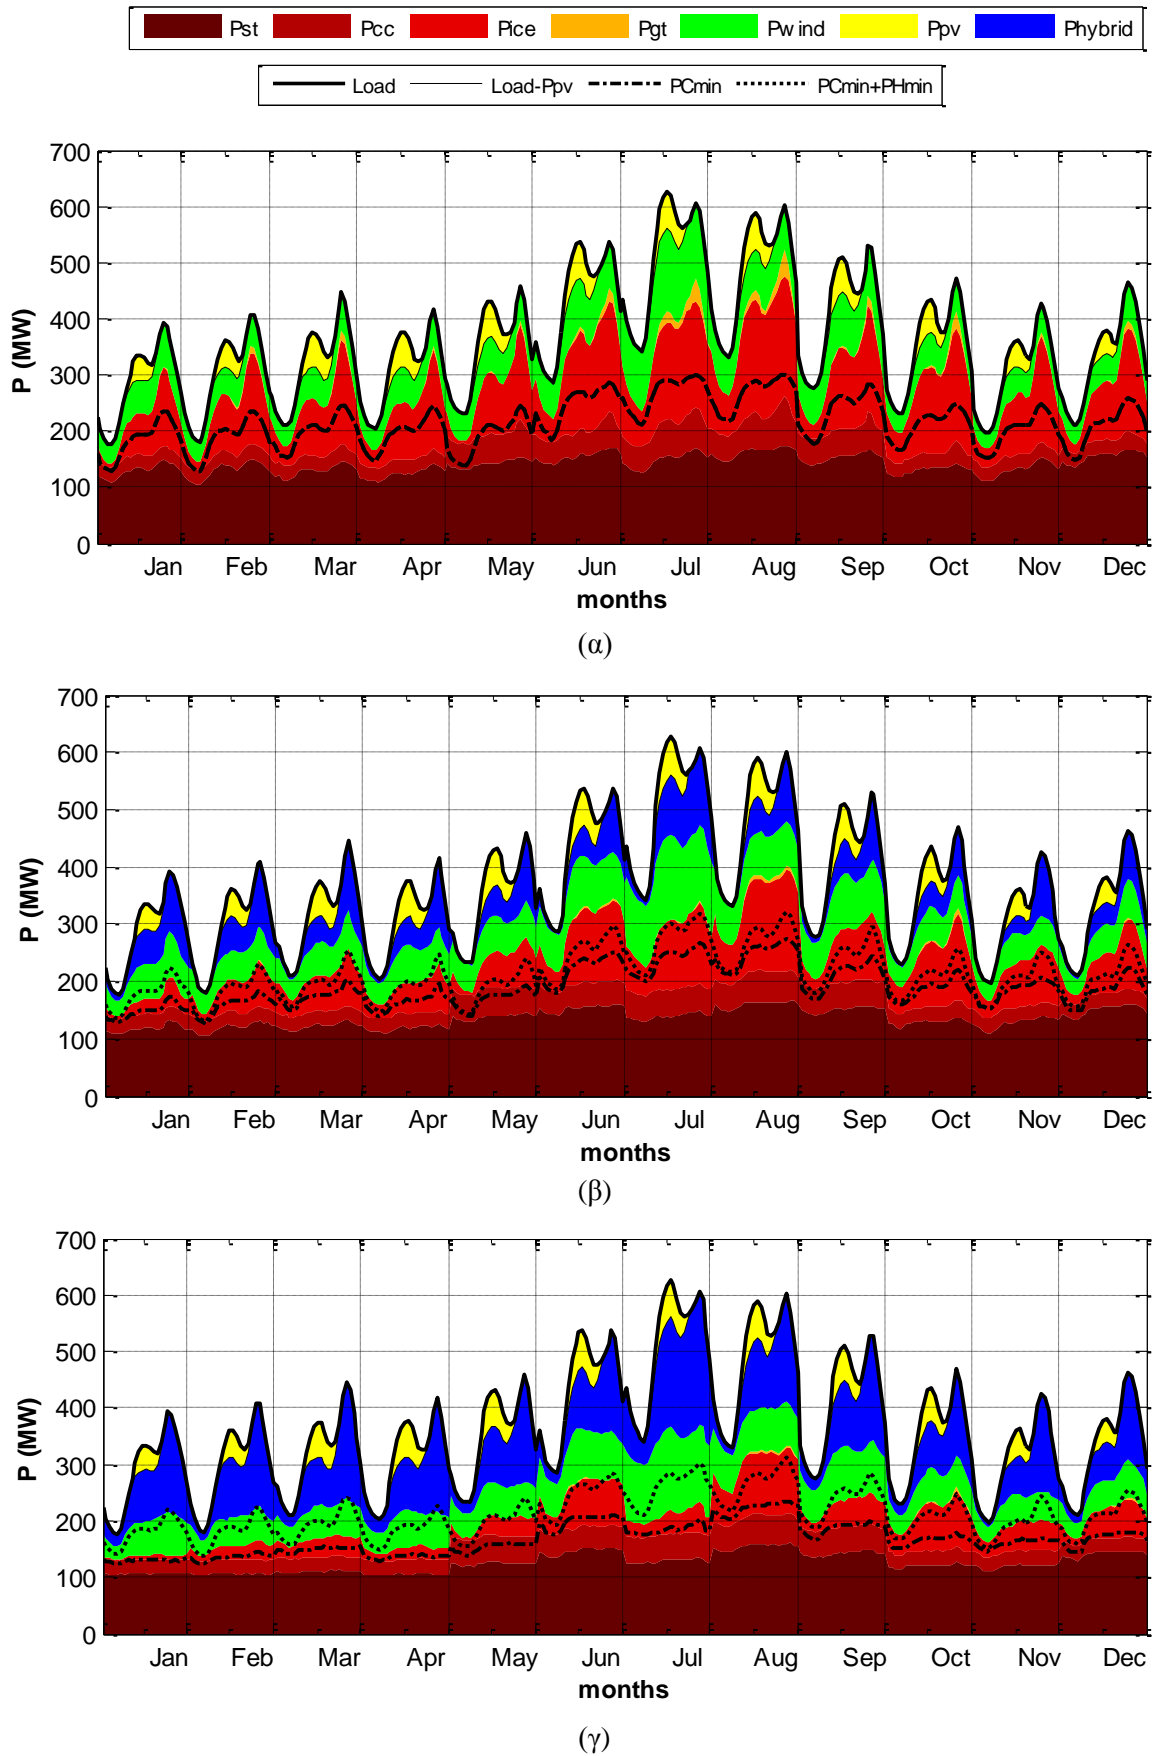 Pst Pcc Pice Pgt Pwind Ppv Phybrid
Load Load-Ppv PCmin PCmin+PHmin
700
600
500
400
300
200
100
0
P (MW)
Jan Feb Mar Apr May Jun Jul Aug Sep Oct Nov Dec
months
(α)
700
600
500
400
300
200
100
0
P (MW)
Jan Feb Mar Apr May Jun Jul Aug Sep Oct Nov Dec
months
(β)
700
600
500
400
300
200
100
0
P (MW)
Jan Feb Mar Apr May Jun Jul Aug Sep Oct Nov Dec
months
(γ)